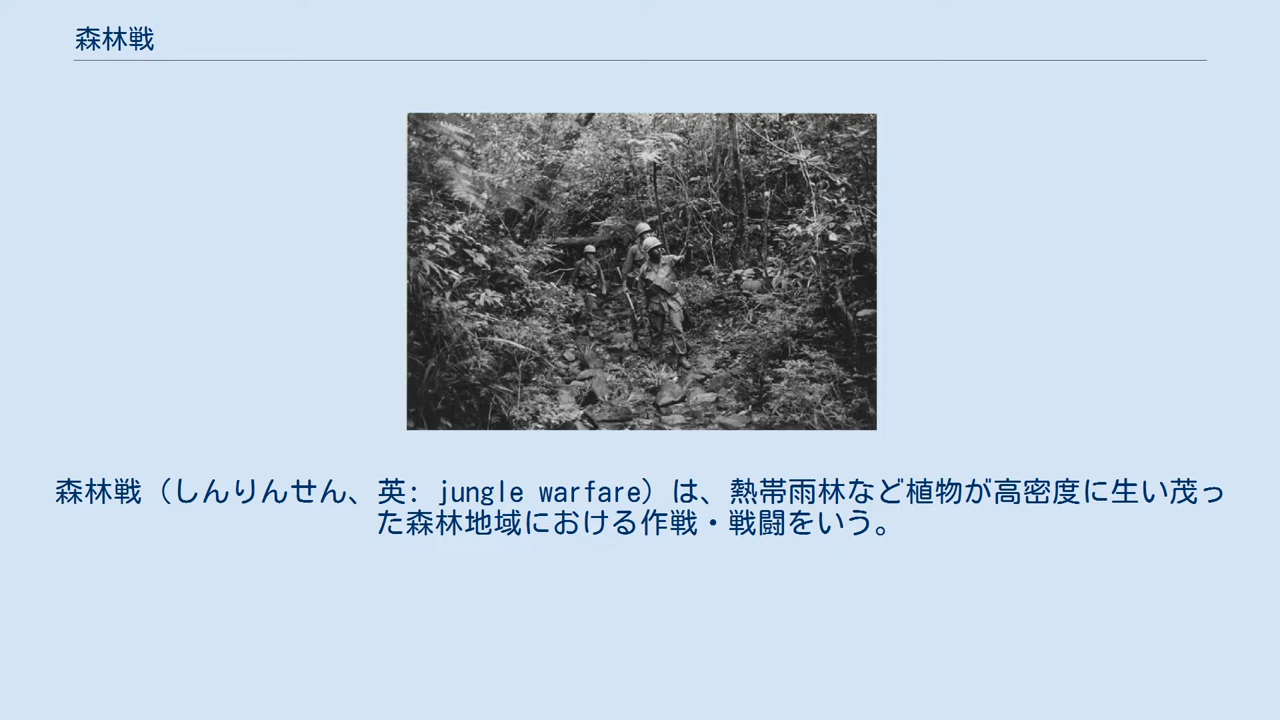 森林戦
森林戦（しんりんせん、英: jungle warfare）は、熱帯雨林など植物が高密度に生い茂っ
た森林地域における作戦・戦闘をいう。